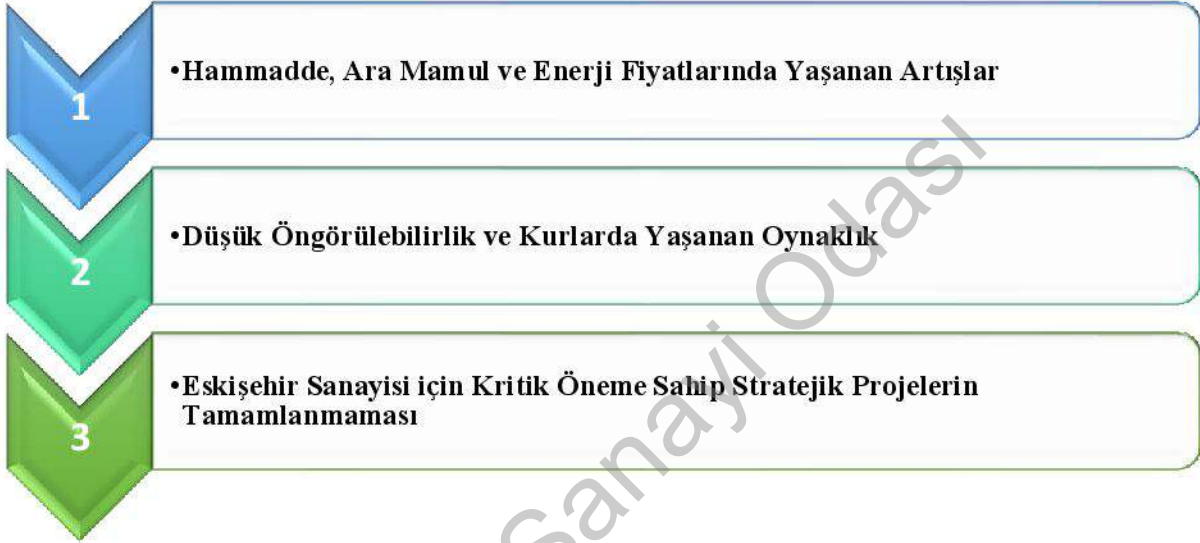 1
•Hammadde, Ara Mamul ve Enerji Fiyatlarında Yaşanan Artışlar
2
•Düşük Öngörülebilirlik ve Kurlarda Yaşanan Oynaklık
3
•Eskişehir Sanayisi için Kritik Öneme Sahip Stratejik Projelerin
Tamamlanmaması
Sanayi Odası